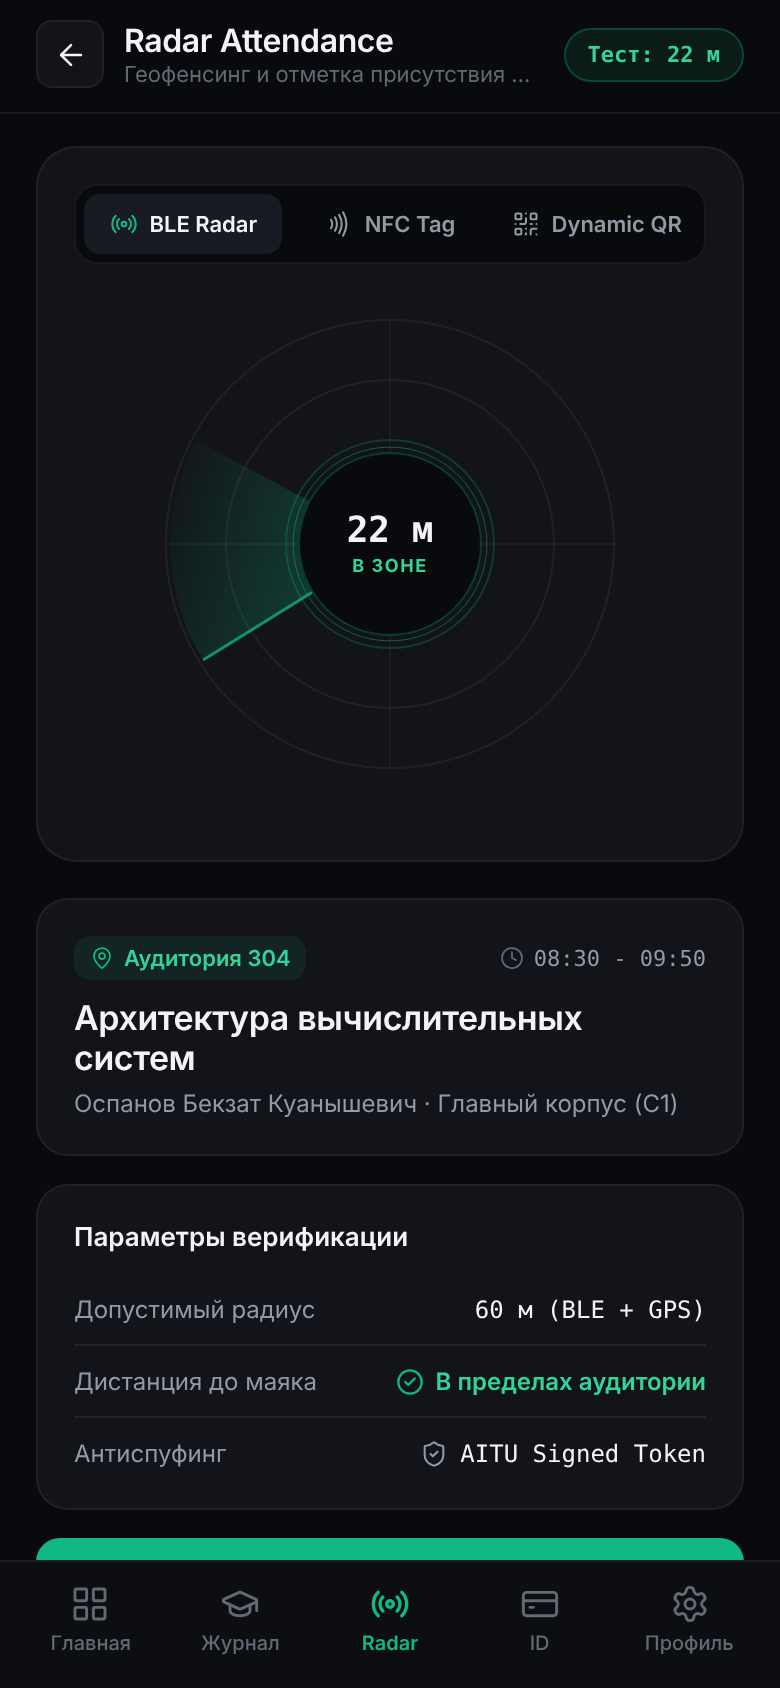 Radar Attendance
Геофенсинг и отметка присутствия ...
Тест: 22 м
BLE Radar
NFC Tag
Dynamic QR
22 м
В ЗОНЕ
Аудитория 304
08:30 - 09:50
Архитектура вычислительных
систем
Оспанов Бекзат Куанышевич · Главный корпус (C1)
Параметры верификации
Допустимый радиус
60 м (BLE + GPS)
Дистанция до маяка
В пределах аудитории
Антиспуфинг
AITU Signed Token
Главная
Журнал
Radar
ID
Профиль